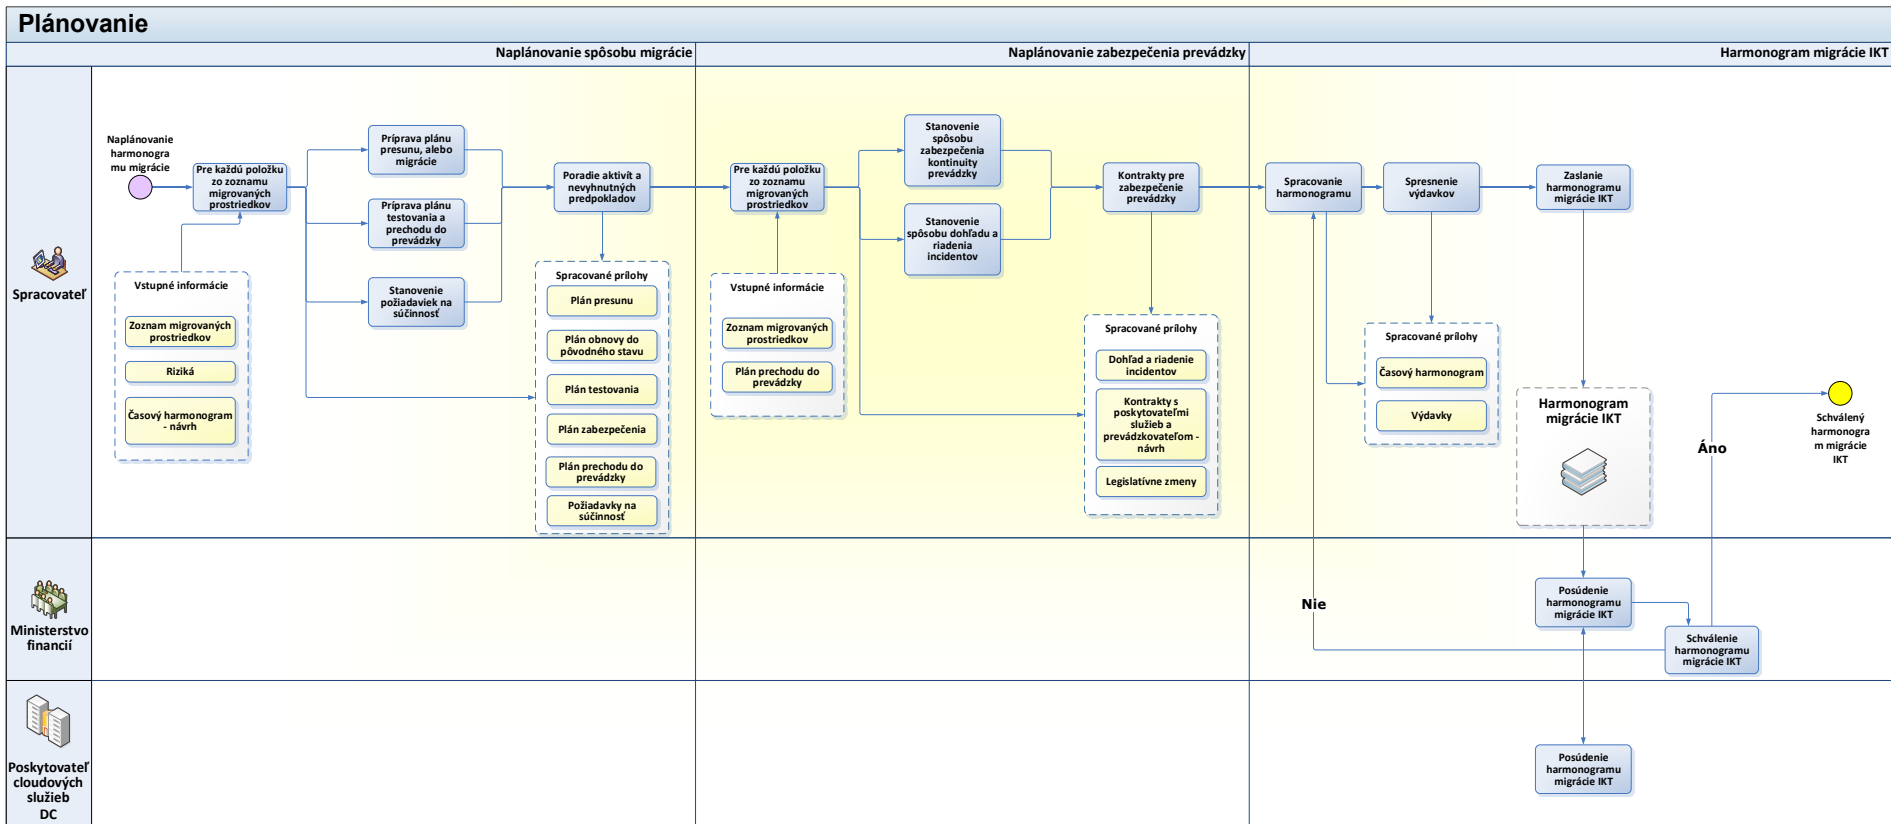 Plánovanie
Naplánovanie spôsobu migrácie
Naplánovanie zabezpečenia prevádzky
Harmonogram migrácie IKT
Spracovateľ
Naplánovanie
harmonogra
mu migrácie
Pre každú položku
zo zoznamu
migrovaných
prostriedkov
Vstupné informácie
Zoznam migrovaných
prostriedkov
Riziká
Časový harmonogram
- návrh
Príprava plánu
presunu, alebo
migrácie
Príprava plánu
testovania a
prechodu do
prevádzky
Stanovenie
požiadaviek na
súčinnosť
Poradie aktivít a
nevyhnutných
predpokladov
Spracované prílohy
Plán presunu
Plán obnovy do
pôvodného stavu
Plán testovania
Plán zabezpečenia
Plán prechodu do
prevádzky
Požiadavky na
súčinnosť
Pre každú položku
zo zoznamu
migrovaných
prostriedkov
Vstupné informácie
Zoznam migrovaných
prostriedkov
Plán prechodu do
prevádzky
Stanovenie
spôsobu
zabezpečenia
kontinuity
prevádzky
Stanovenie
spôsobu dohľadu a
riadenia
incidentov
Kontrakty pre
zabezpečenie
prevádzky
Spracované prílohy
Dohľad a riadenie
incidentov
Kontrakty s
poskytovateľmi
služieb a
prevádzkovateľom -
návrh
Legislatívne zmeny
Spracovanie
harmonogramu
Spresnenie
výdavkov
Zaslanie
harmonogramu
migrácie IKT
Spracované prílohy
Časový harmonogram
Výdavky
Harmonogram
migrácie IKT
Áno
Schválený
harmonogra
m migrácie
IKT
Ministerstvo
financií
Nie
Posúdenie
harmonogramu
migrácie IKT
Schválenie
harmonogramu
migrácie IKT
Poskytovateľ
cloudových
služieb
DC
Posúdenie
harmonogramu
migrácie IKT